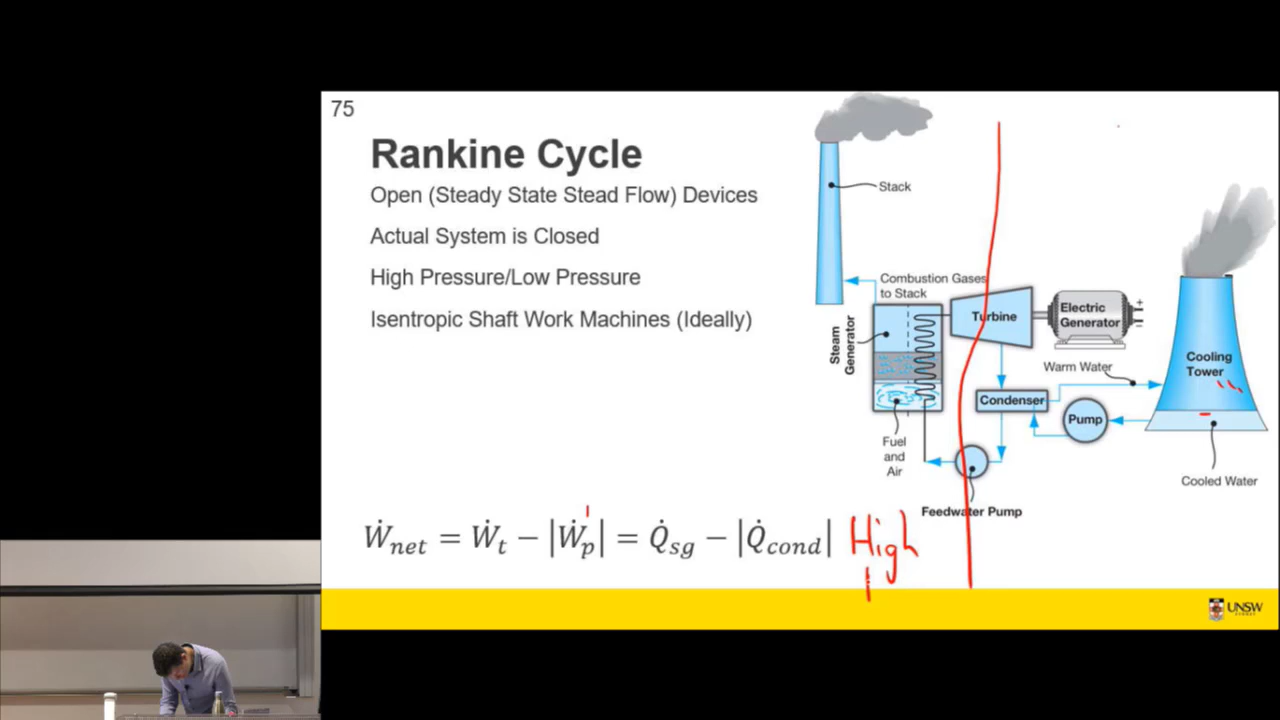 75
Rankine Cycle
Open (Steady State Stead Flow) Devices
Actual System is Closed
High Pressure/Low Pressure
Isentropic Shaft Work Machines (Ideally)
Stack
Combustion Gases
to Stack
Steam
Generator
Turbine
Electric
Generator
+
−
Warm Water
Cooling
Tower
Condenser
Pump
Fuel
and
Air
Cooled Water
Feedwater Pump
Ẇnet = Ẇt − |Ẇp| = Q̇sg − |Q̇cond|
High
UNSW
SYDNEY